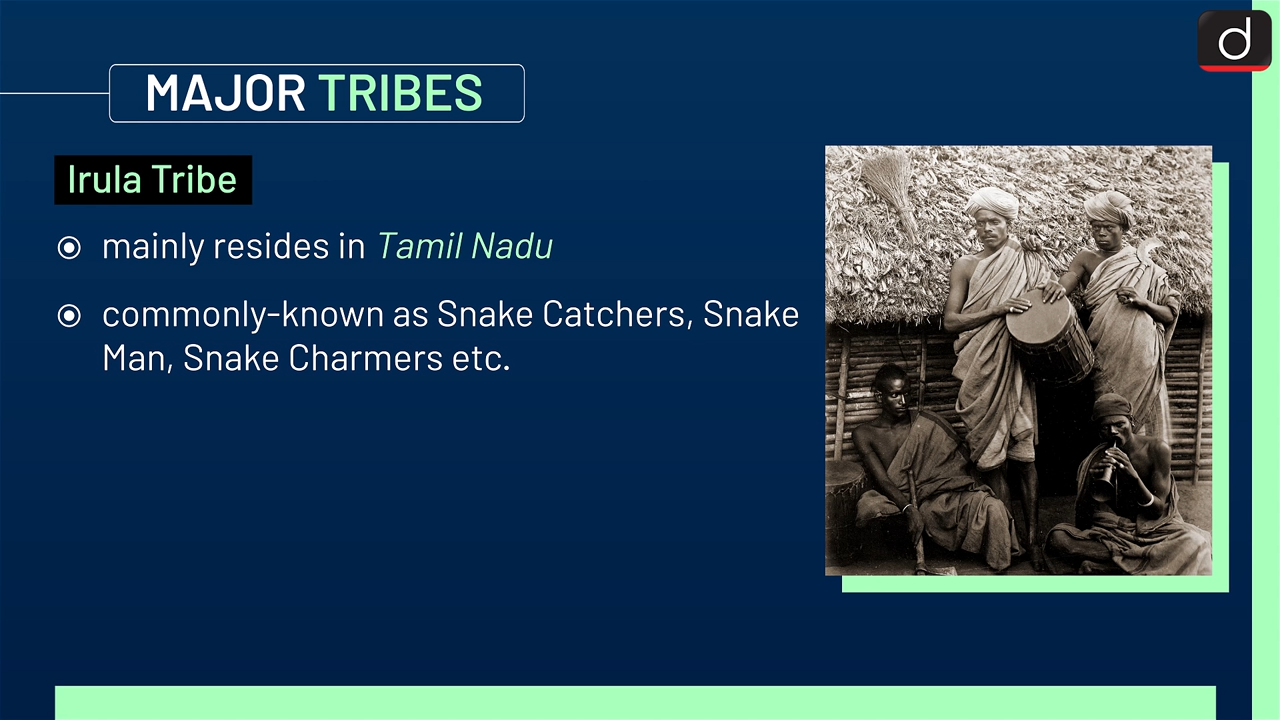 d
MAJOR TRIBES
Irula Tribe
mainly resides in Tamil Nadu
commonly-known as Snake Catchers, Snake
Man, Snake Charmers etc.